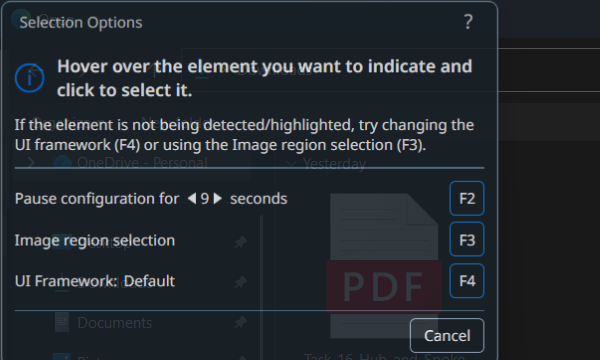 Selection Options ?
Hover over the element you want to indicate and
click to select it.
If the element is not being detected/highlighted, try changing the
UI framework (F4) or using the Image region selection (F3).
OneDrive - Personal
Yesterday
Pause configuration for 9 seconds F2
Image region selection F3
UI Framework: Default F4
PDF
Documents
Cancel
Task 16 Hub and Spoke